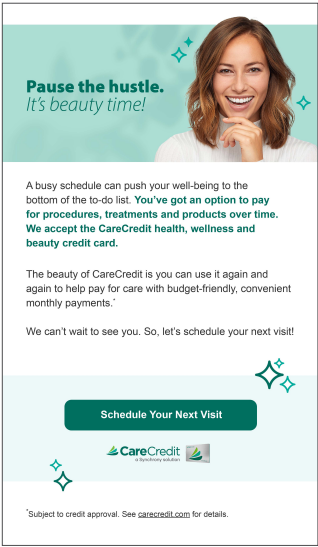 Pause the hustle.
It's beauty time!
A busy schedule can push your well-being to the
bottom of the to-do list. You've got an option to pay
for procedures, treatments and products over time.
We accept the CareCredit health, wellness and
beauty credit card.
The beauty of CareCredit is you can use it again and
again to help pay for care with budget-friendly, convenient
monthly payments.*
We can't wait to see you. So, let's schedule your next visit!
Schedule Your Next Visit
CareCredit
a Synchrony solution
*Subject to credit approval. See carecredit.com for details.